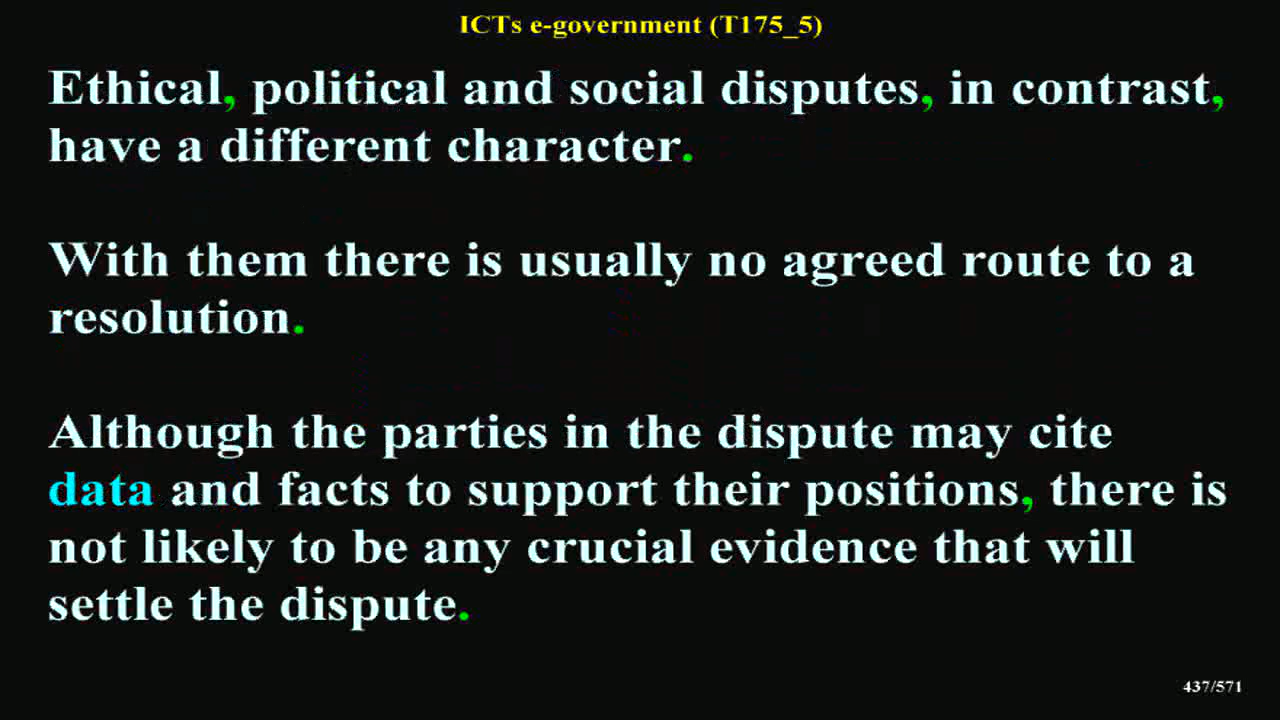 ICTs e-government (T175_5)
Ethical, political and social disputes, in contrast,
have a different character.
With them there is usually no agreed route to a
resolution.
Although the parties in the dispute may cite
data and facts to support their positions, there is
not likely to be any crucial evidence that will
settle the dispute.
437/571